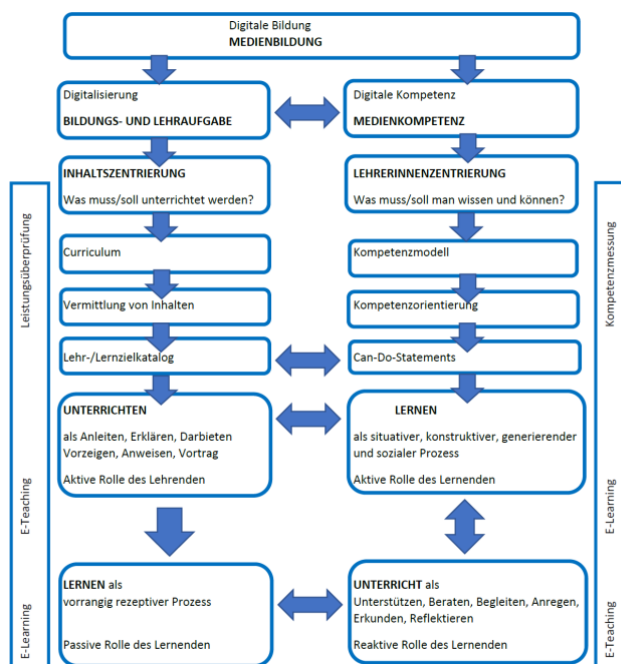 Digitale Bildung
MEDIENBILDUNG
Digitalisierung
BILDUNGS- UND LEHRAUFGABE
Digitale Kompetenz
MEDIENKOMPETENZ
INHALTSZENTRIERUNG
Was muss/soll unterrichtet werden?
LEHRERINNENZENTRIERUNG
Was muss/soll man wissen und können?
Leistungsüberprüfung
E-Teaching
E-Learning
Curriculum
Kompetenzmodell
Vermittlung von Inhalten
Kompetenzorientierung
Lehr-/Lernzielkatalog
Can-Do-Statements
UNTERRICHTEN
als Anleiten, Erklären, Darbieten
Vorzeigen, Anweisen, Vortrag
Aktive Rolle des Lehrenden
LERNEN
als situativer, konstruktiver, generierender
und sozialer Prozess
Aktive Rolle des Lernenden
LERNEN als
vorrangig rezeptiver Prozess
Passive Rolle des Lernenden
UNTERRICHT als
Unterstützen, Beraten, Begleiten, Anregen,
Erkunden, Reflektieren
Reaktive Rolle des Lernenden
Kompetenzmessung
E-Learning
E-Teaching